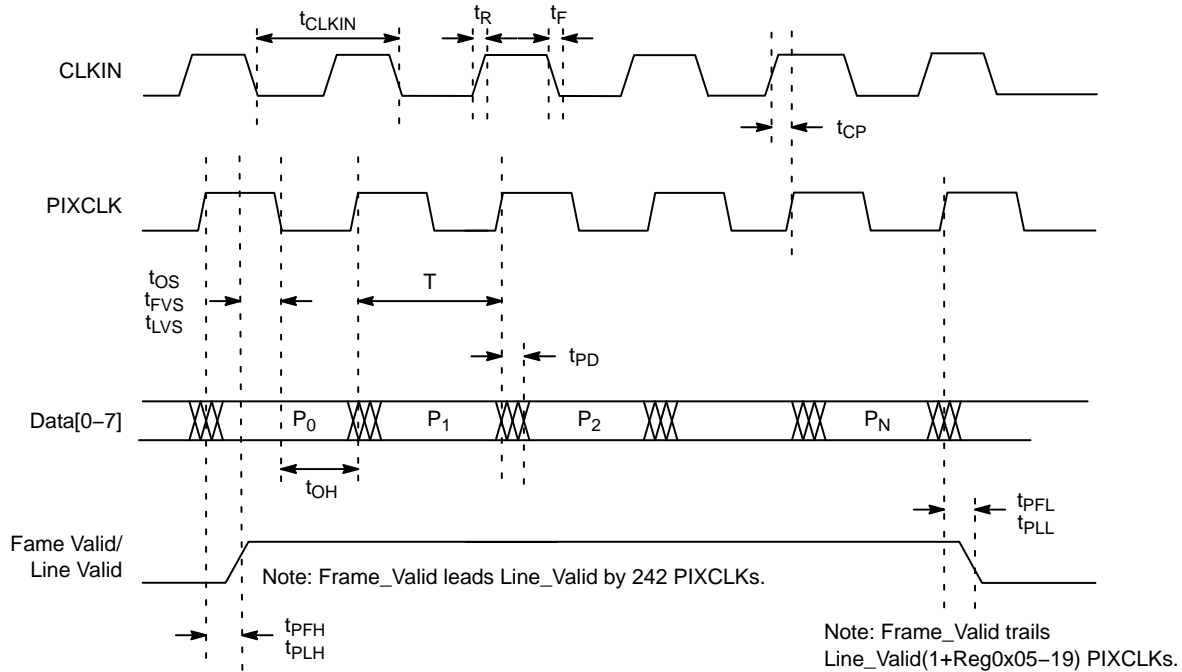 tCLKIN
tR
tF
CLKIN
tCP
PIXCLK
tOS
tFVS
tLVS
T
tPD
Data[0–7]
P0
P1
P2
PN
tOH
tPFL
tPLL
Fame Valid/
Line Valid
Note: Frame_Valid leads Line_Valid by 242 PIXCLKs.
tPFH
tPLH
Note: Frame_Valid trails
Line_Valid(1+Reg0x05–19) PIXCLKs.